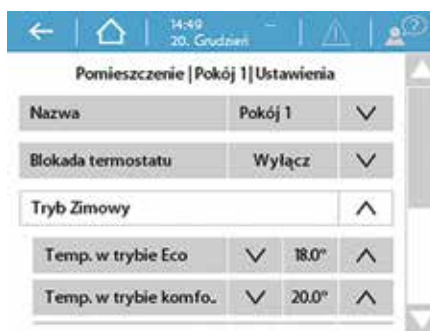 14:49
20. Grudzień
Pomieszczenie | Pokój 1 | Ustawienia
Nazwa Pokój 1
Blokada termostatu Wyłącz
Tryb Zimowy
Temp. w trybie Eco 18.0°
Temp. w trybie komfo.. 20.0°